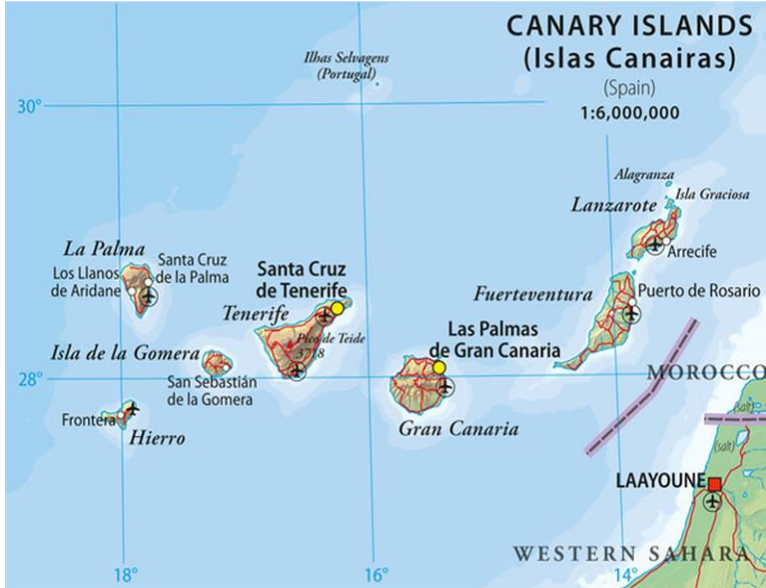 CANARY ISLANDS
(Islas Canairas)
(Spain)
1:6,000,000
Ilhas Selvagens
(Portugal)
30°
Alagranza
Isla Graciosa
Lanzarote
Arrecife
La Palma
Santa Cruz
de la Palma
Los Llanos
de Aridane
Santa Cruz
de Tenerife
Tenerife
Pico de Teide
3718
Fuerteventura
Puerto de Rosario
Las Palmas
de Gran Canaria
Isla de la Gomera
San Sebastián
de la Gomera
28°
MOROCCO
Frontera
Hierro
Gran Canaria
(salt)
(salt)
LAAYOUNE
WESTERN SAHARA
18°
16°
14°